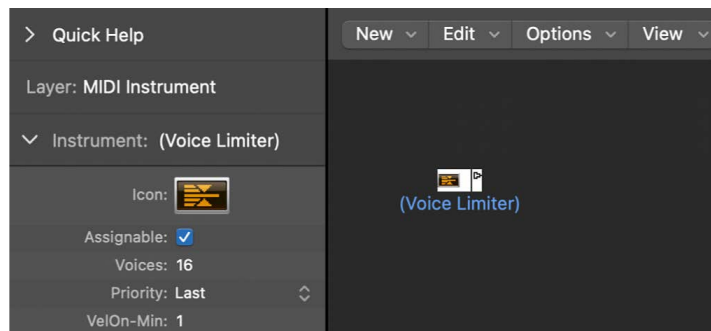 Quick Help
Layer: MIDI Instrument
Instrument: (Voice Limiter)
Icon:
Assignable:
Voices: 16
Priority: Last
VelOn-Min: 1
New Edit Options View
(Voice Limiter)